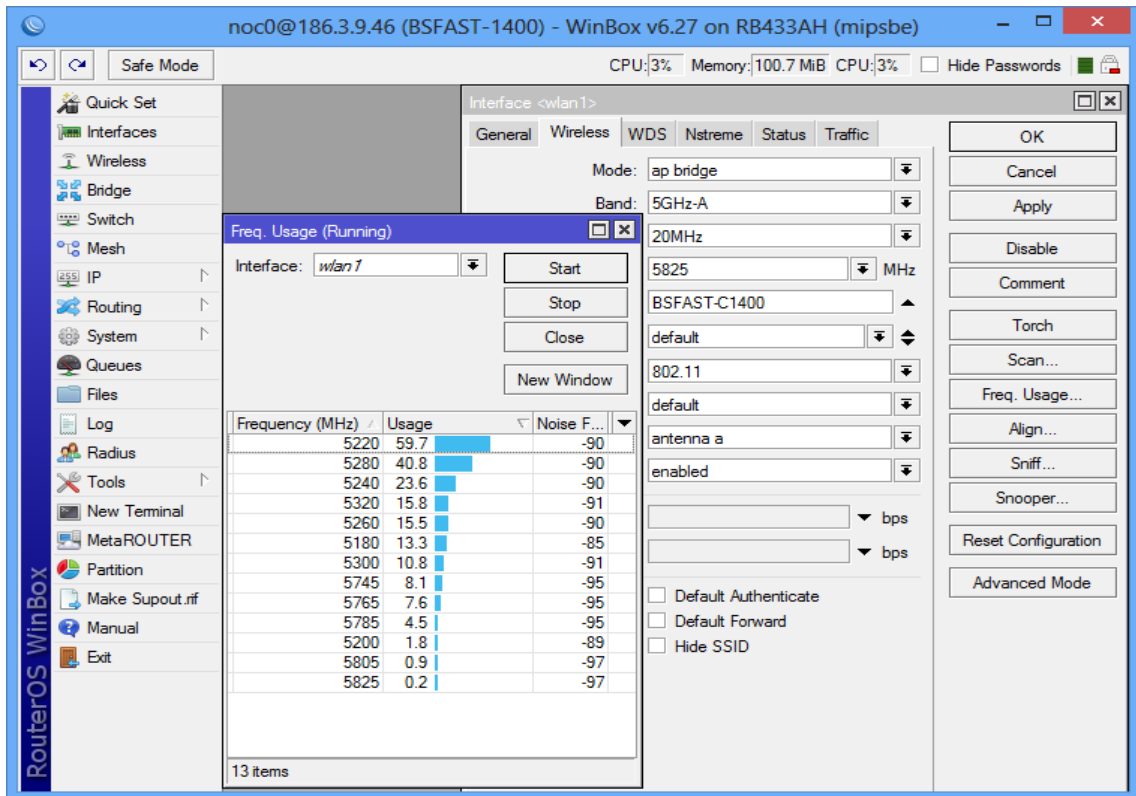 noc0@186.3.9.46 (BSFAST-1400) - WinBox v6.27 on RB433AH (mipsbe)
Safe Mode CPU: 3% Memory: 100.7 MiB CPU: 3% Hide Passwords
RouterOS WinBox
Quick Set
Interfaces
Wireless
Bridge
Switch
Mesh
IP
Routing
System
Queues
Files
Log
Radius
Tools
New Terminal
MetaROUTER
Partition
Make Supout.rif
Manual
Exit
Interface <wlan1>
General Wireless WDS Nstreme Status Traffic
Mode: ap bridge
Band: 5GHz-A
20MHz
5825 MHz
BSFAST-C1400
default
802.11
default
antenna a
enabled
bps
bps
Default Authenticate
Default Forward
Hide SSID
OK
Cancel
Apply
Disable
Comment
Torch
Scan...
Freq. Usage...
Align...
Sniff...
Snooper...
Reset Configuration
Advanced Mode
Freq. Usage (Running)
Interface: wlan1
Start
Stop
Close
New Window
Frequency (MHz) Usage Noise F...
5220 59.7 -90
5280 40.8 -90
5240 23.6 -90
5320 15.8 -91
5260 15.5 -90
5180 13.3 -85
5300 10.8 -91
5745 8.1 -95
5765 7.6 -95
5785 4.5 -95
5200 1.8 -89
5805 0.9 -97
5825 0.2 -97
13 items